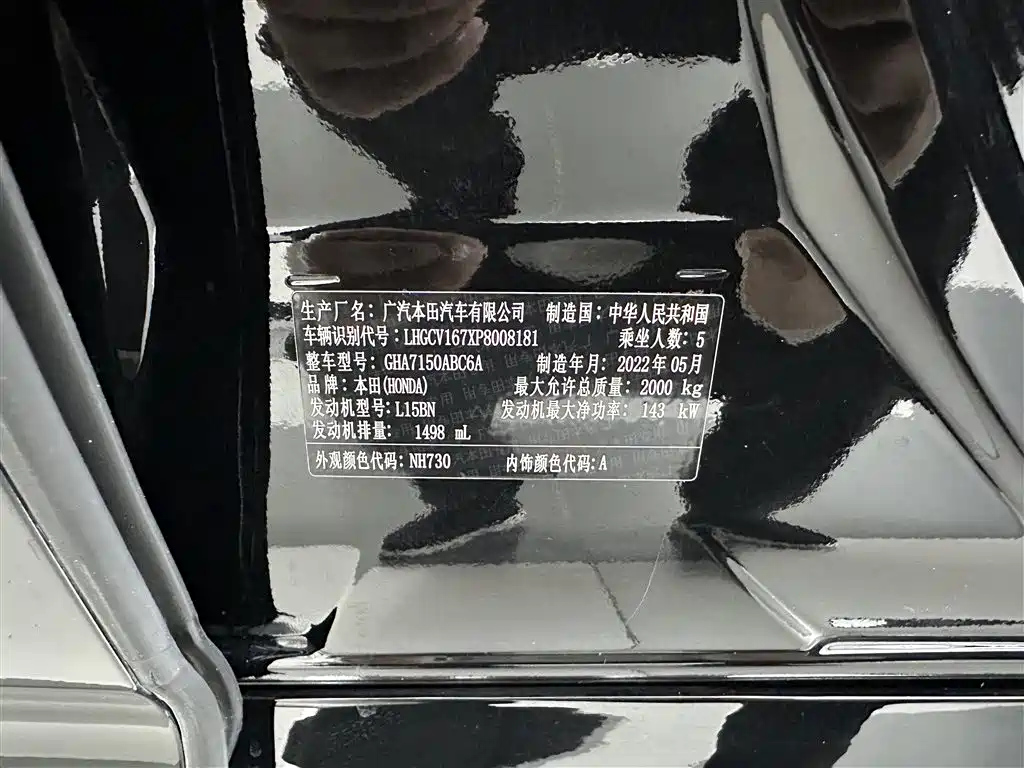 生产厂名：广汽本田汽车有限公司 制造国：中华人民共和国
车辆识别代号：LHGCV167XP8008181 乘坐人数：5
整车型号：GHA7150ABC6A 制造年月：2022年05月
品牌：本田(HONDA) 最大允许总质量：2000 kg
发动机型号：L15BN 发动机最大净功率：143 kW
发动机排量：1498 mL
外观颜色代码：NH730 内饰颜色代码：A